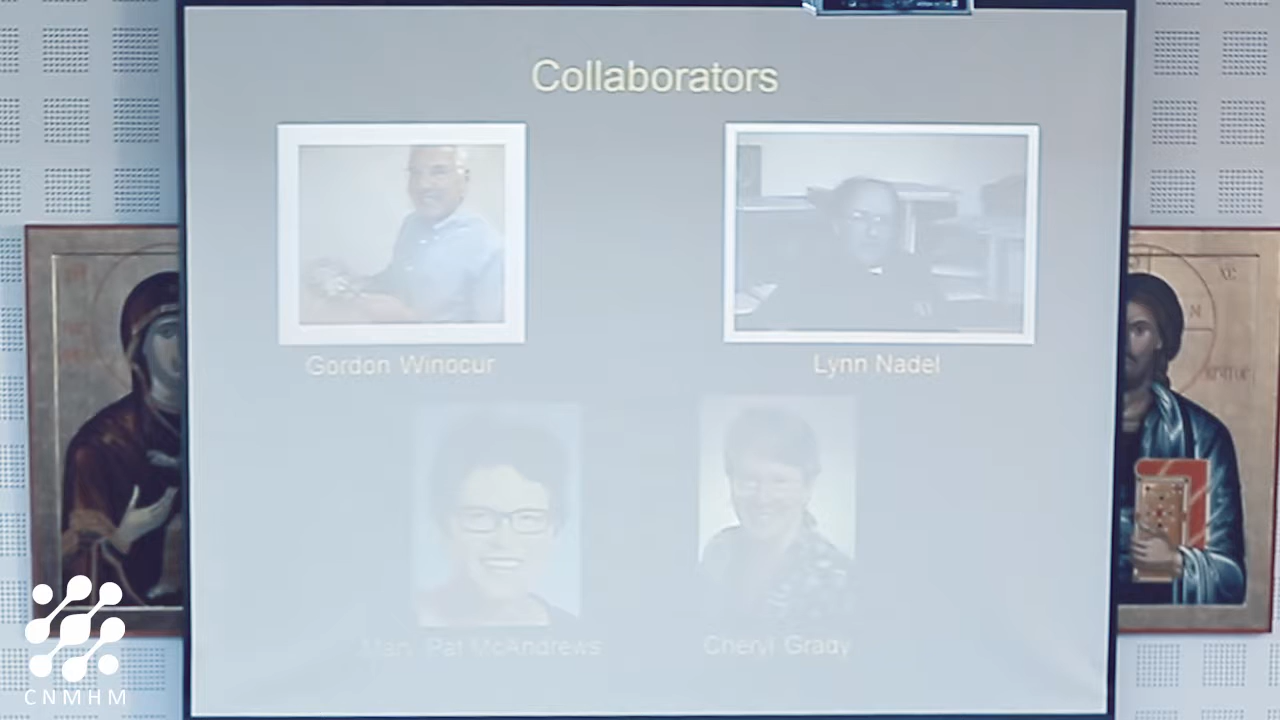 Collaborators
Gordon Winocur
Lynn Nadel
Mary Pat McAndrews
Cheryl Grady
CNMHM